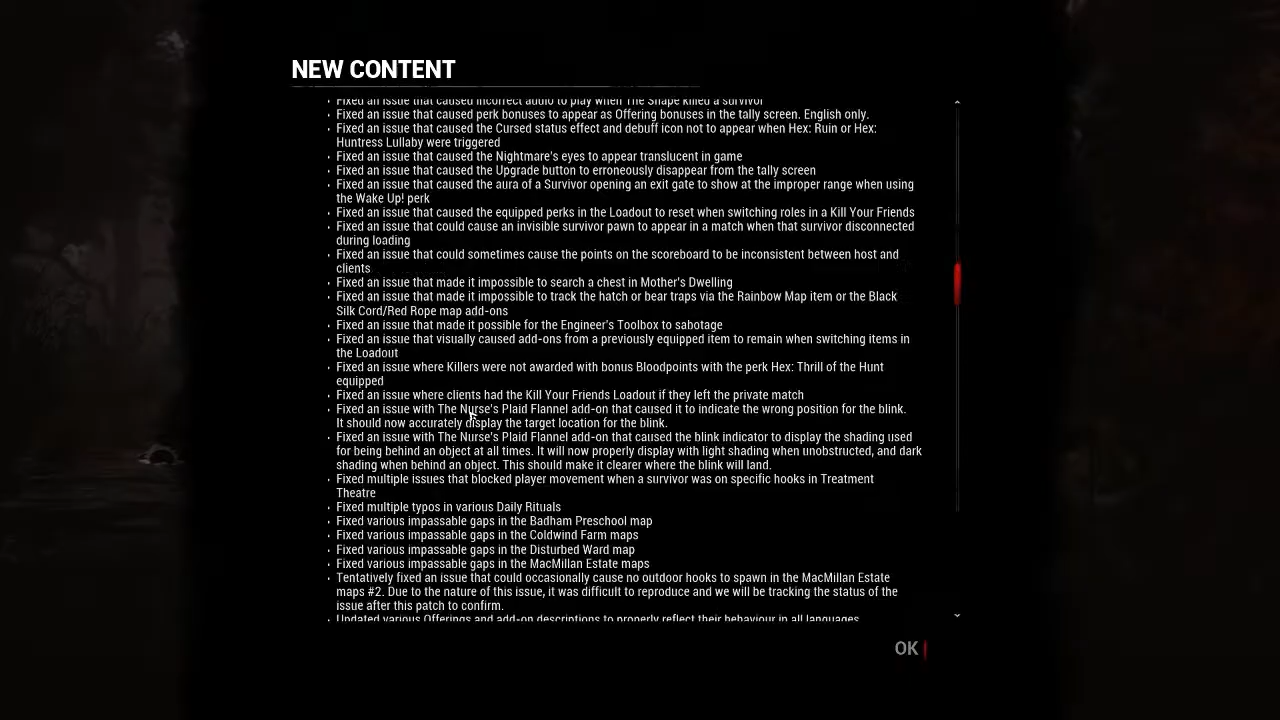 NEW CONTENT
· Fixed an issue that caused incorrect audio to play when The Shape killed a survivor
· Fixed an issue that caused perk bonuses to appear as Offering bonuses in the tally screen. English only.
· Fixed an issue that caused the Cursed status effect and debuff icon not to appear when Hex: Ruin or Hex:
Huntress Lullaby were triggered
· Fixed an issue that caused the Nightmare's eyes to appear translucent in game
· Fixed an issue that caused the Upgrade button to erroneously disappear from the tally screen
· Fixed an issue that caused the aura of a Survivor opening an exit gate to show at the improper range when using
the Wake Up! perk
· Fixed an issue that caused the equipped perks in the Loadout to reset when switching roles in a Kill Your Friends
· Fixed an issue that could cause an invisible survivor pawn to appear in a match when that survivor disconnected
during loading
· Fixed an issue that could sometimes cause the points on the scoreboard to be inconsistent between host and
clients
· Fixed an issue that made it impossible to search a chest in Mother's Dwelling
· Fixed an issue that made it impossible to track the hatch or bear traps via the Rainbow Map item or the Black
Silk Cord/Red Rope map add-ons
· Fixed an issue that made it possible for the Engineer's Toolbox to sabotage
· Fixed an issue that visually caused add-ons from a previously equipped item to remain when switching items in
the Loadout
· Fixed an issue where Killers were not awarded with bonus Bloodpoints with the perk Hex: Thrill of the Hunt
equipped
· Fixed an issue where clients had the Kill Your Friends Loadout if they left the private match
· Fixed an issue with The Nurse's Plaid Flannel add-on that caused it to indicate the wrong position for the blink.
It should now accurately display the target location for the blink.
· Fixed an issue with The Nurse's Plaid Flannel add-on that caused the blink indicator to display the shading used
for being behind an object at all times. It will now properly display with light shading when unobstructed, and dark
shading when behind an object. This should make it clearer where the blink will land.
· Fixed multiple issues that blocked player movement when a survivor was on specific hooks in Treatment
Theatre
· Fixed multiple typos in various Daily Rituals
· Fixed various impassable gaps in the Badham Preschool map
· Fixed various impassable gaps in the Coldwind Farm maps
· Fixed various impassable gaps in the Disturbed Ward map
· Fixed various impassable gaps in the MacMillan Estate maps
· Tentatively fixed an issue that could occasionally cause no outdoor hooks to spawn in the MacMillan Estate
maps #2. Due to the nature of this issue, it was difficult to reproduce and we will be tracking the status of the
issue after this patch to confirm.
· Updated various Offerings and add-on descriptions to properly reflect their behaviour in all languages
OK